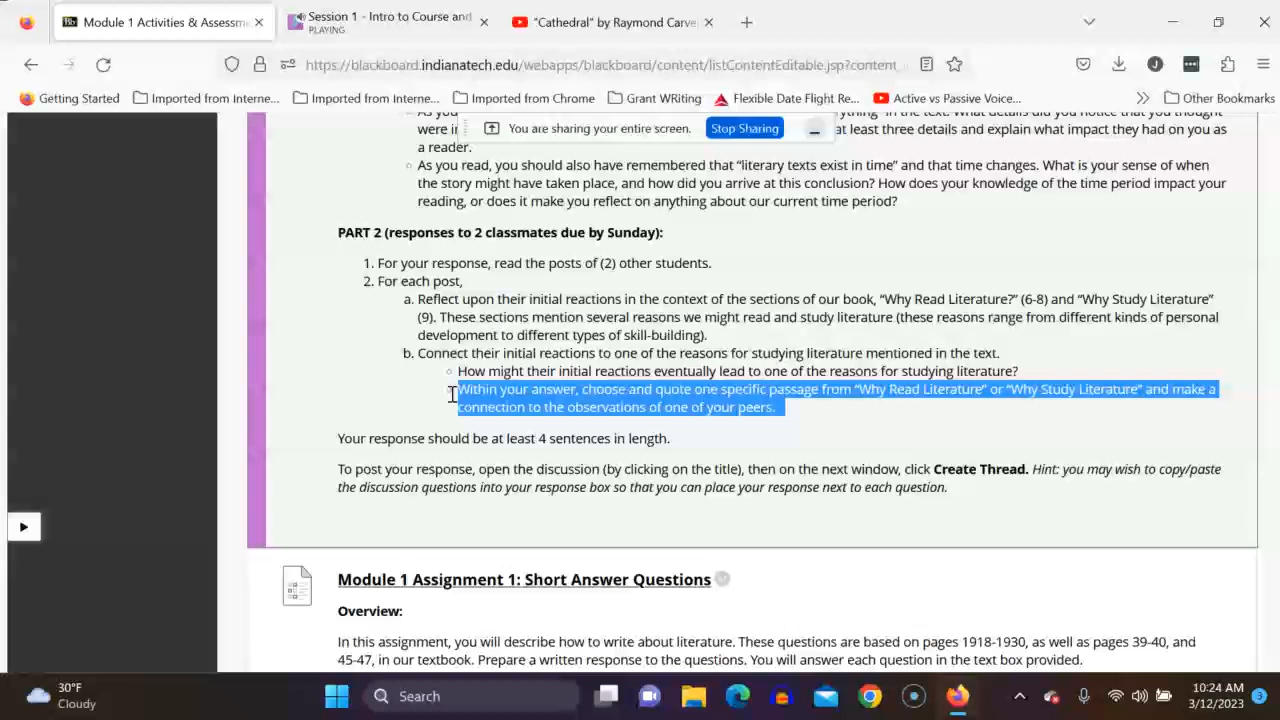 Module 1 Activities & Assessme
Session 1 - Intro to Course and
PLAYING
"Cathedral" by Raymond Carve
https://blackboard.indianatech.edu/webapps/blackboard/content/listContentEditable.jsp?content_
Getting Started
Imported from Interne...
Imported from Interne...
Imported from Chrome
Grant WRiting
Flexible Date Flight Re...
Active vs Passive Voice...
Other Bookmarks
You are sharing your entire screen.
Stop Sharing
at least three details and explain what impact they had on you as
a reader.
As you read, you should also have remembered that "literary texts exist in time" and that time changes. What is your sense of when
the story might have taken place, and how did you arrive at this conclusion? How does your knowledge of the time period impact your
reading, or does it make you reflect on anything about our current time period?
PART 2 (responses to 2 classmates due by Sunday):
1. For your response, read the posts of (2) other students.
2. For each post,
a. Reflect upon their initial reactions in the context of the sections of our book, "Why Read Literature?" (6-8) and "Why Study Literature"
(9). These sections mention several reasons we might read and study literature (these reasons range from different kinds of personal
development to different types of skill-building).
b. Connect their initial reactions to one of the reasons for studying literature mentioned in the text.
How might their initial reactions eventually lead to one of the reasons for studying literature?
Within your answer, choose and quote one specific passage from "Why Read Literature" or "Why Study Literature" and make a
connection to the observations of one of your peers.
Your response should be at least 4 sentences in length.
To post your response, open the discussion (by clicking on the title), then on the next window, click Create Thread. Hint: you may wish to copy/paste
the discussion questions into your response box so that you can place your response next to each question.
Module 1 Assignment 1: Short Answer Questions
Overview:
In this assignment, you will describe how to write about literature. These questions are based on pages 1918-1930, as well as pages 39-40, and
45-47, in our textbook. Prepare a written response to the questions. You will answer each question in the text box provided.
30°F
Cloudy
Search
10:24 AM
3/12/2023
3